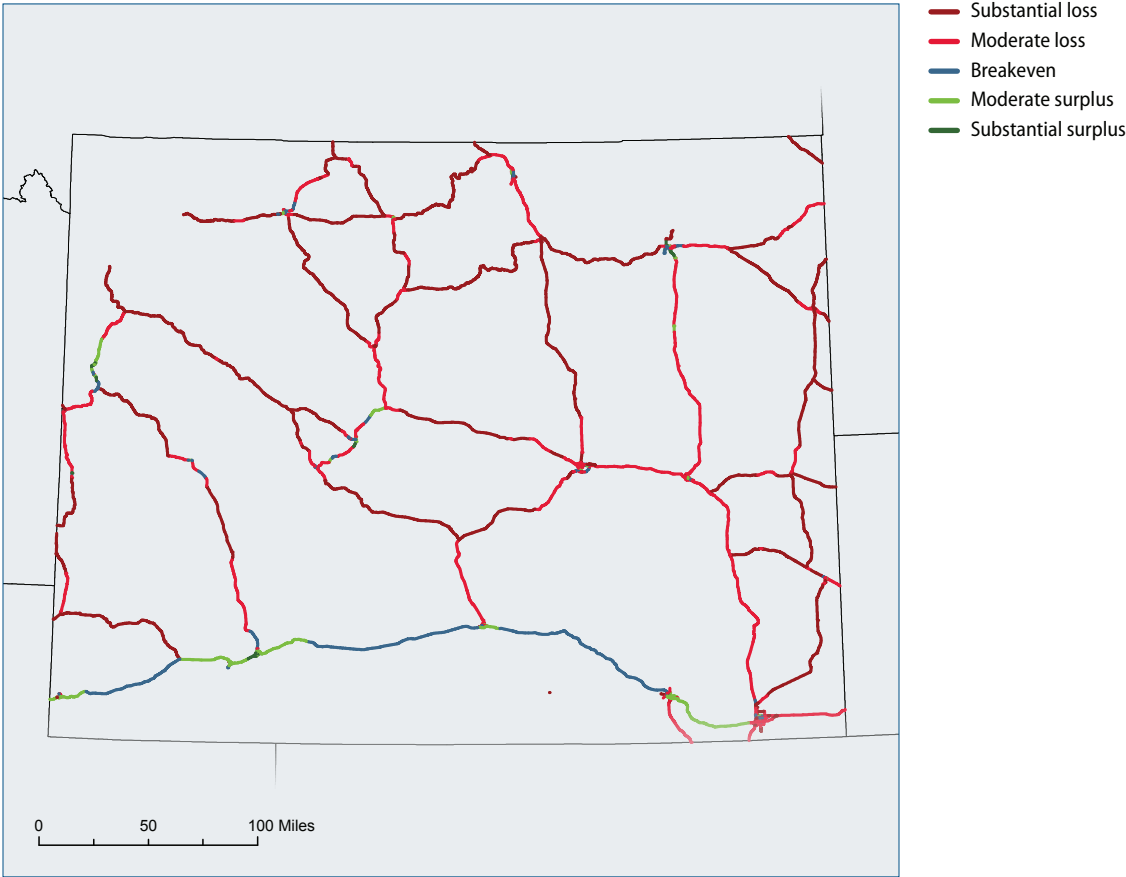 Substantial loss
Moderate loss
Breakeven
Moderate surplus
Substantial surplus
0 50 100 Miles